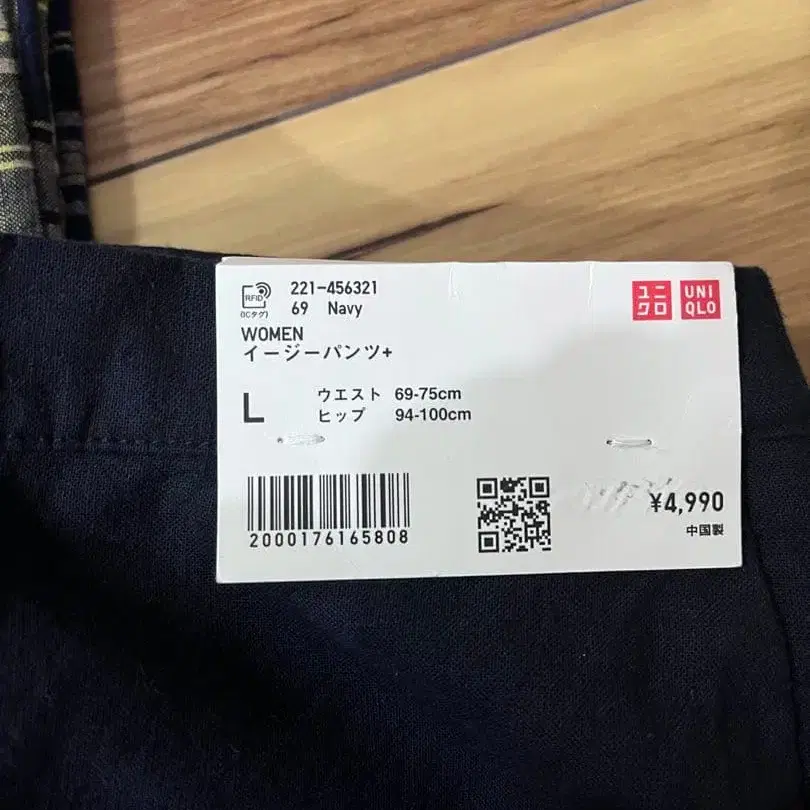 RFID
(ICタグ)
221-456321
69 Navy
ユニクロ
UNIQLO
WOMEN
イージーパンツ+
L
ウエスト 69-75cm
ヒップ 94-100cm
2000176165808
¥4,990
中国製